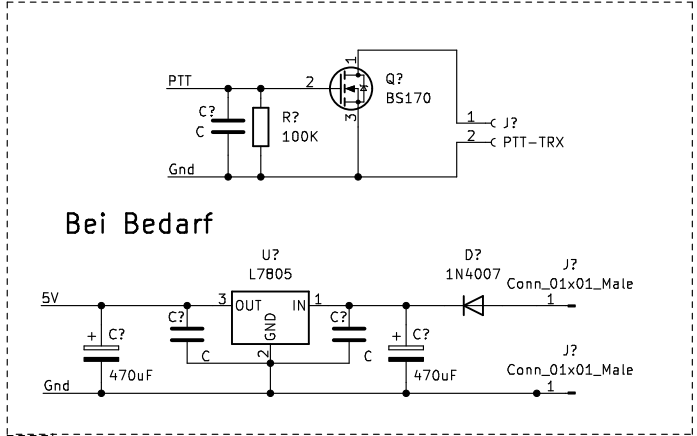 1
PTT
2
Q?
BS170
C?
C
R?
100K
3
1
J?
2
PTT-TRX
Gnd
Bei Bedarf
U?
L7805
D?
1N4007
J?
Conn_01x01_Male
5V
3
OUT
IN
1
1
C?
GND
C?
+
C?
+
C?
2
C
C
470uF
470uF
J?
Conn_01x01_Male
Gnd
1